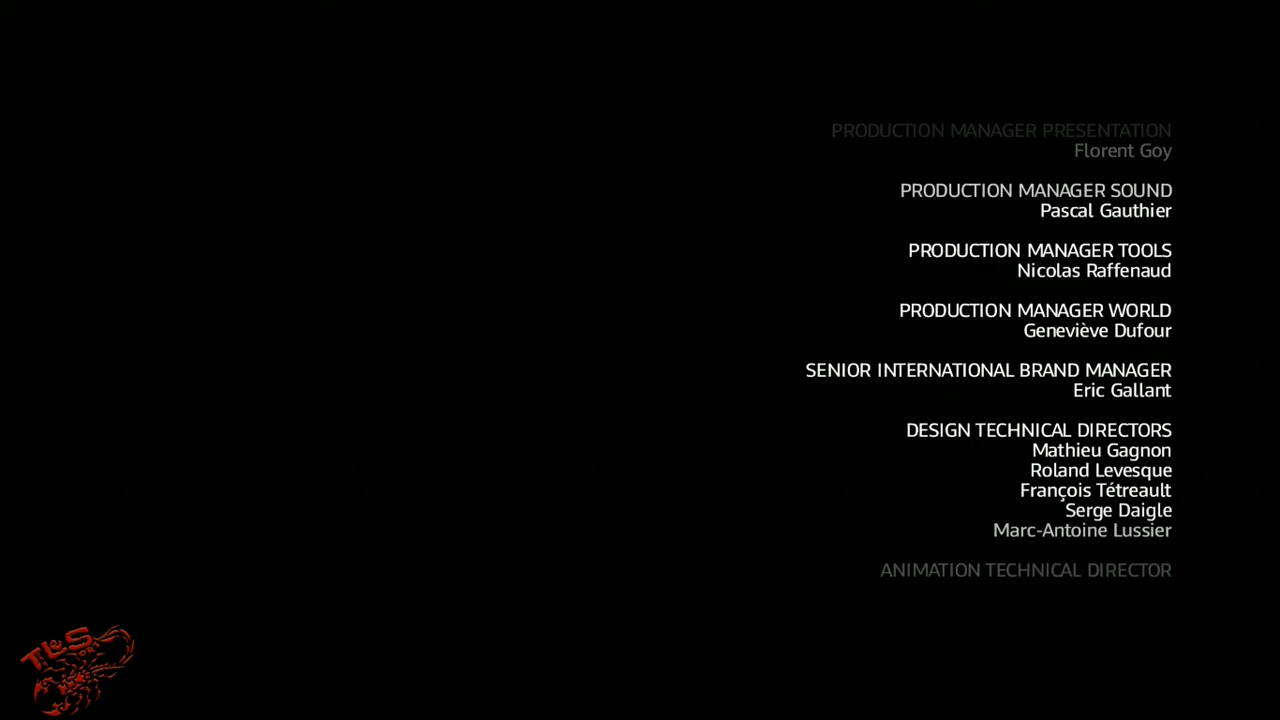 PRODUCTION MANAGER PRESENTATION
Florent Goy
PRODUCTION MANAGER SOUND
Pascal Gauthier
PRODUCTION MANAGER TOOLS
Nicolas Raffenaud
PRODUCTION MANAGER WORLD
Geneviève Dufour
SENIOR INTERNATIONAL BRAND MANAGER
Eric Gallant
DESIGN TECHNICAL DIRECTORS
Mathieu Gagnon
Roland Levesque
François Tétreault
Serge Daigle
Marc-Antoine Lussier
ANIMATION TECHNICAL DIRECTOR